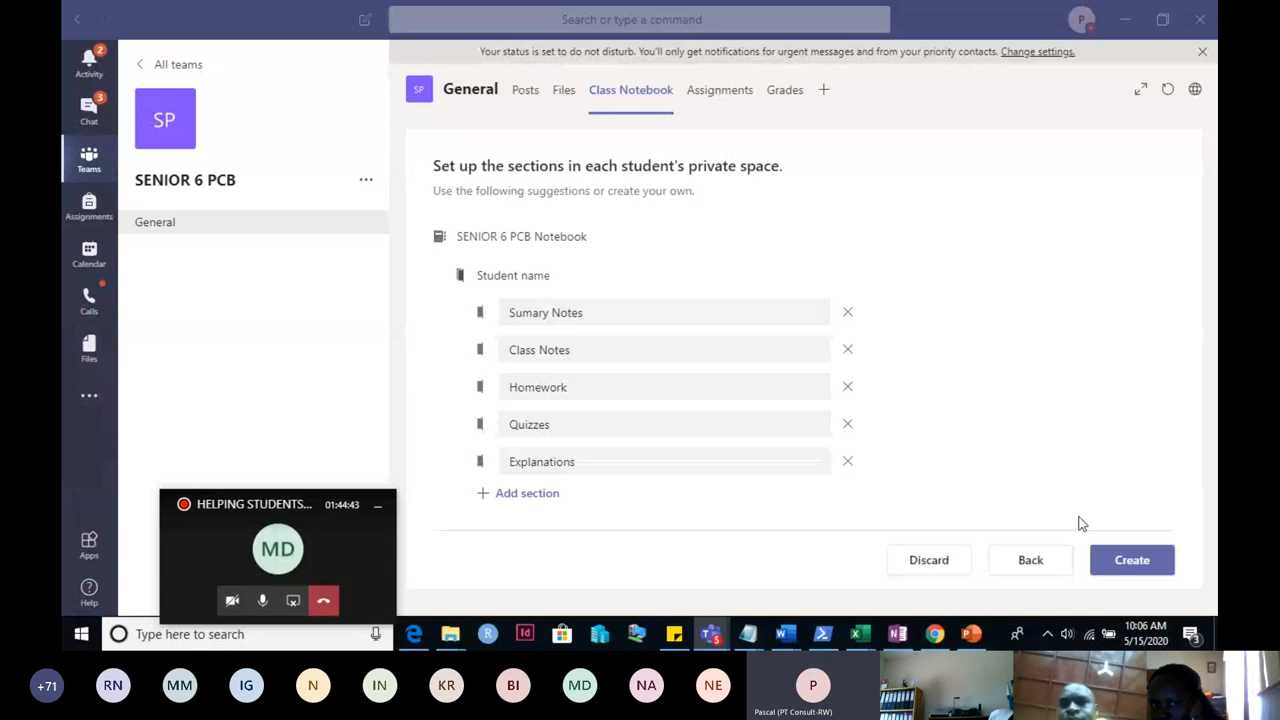 Search or type a command
P
2
Activity
3
Chat
Teams
Assignments
Calendar
Calls
Files
Apps
Help
All teams
SP
SENIOR 6 PCB
General
Your status is set to do not disturb. You'll only get notifications for urgent messages and from your priority contacts. Change settings.
SP
General
Posts
Files
Class Notebook
Assignments
Grades
Set up the sections in each student's private space.
Use the following suggestions or create your own.
SENIOR 6 PCB Notebook
Student name
Sumary Notes
Class Notes
Homework
Quizzes
Explanations
Add section
Discard
Back
Create
HELPING STUDENTS...
01:44:43
MD
Type here to search
10:06 AM
5/15/2020
+71
RN
MM
IG
N
IN
KR
BI
MD
NA
NE
P
Pascal (PT Consult-RW)